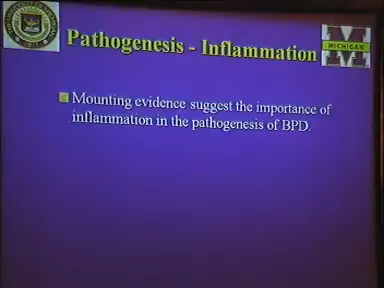 Pathogenesis - Inflammation
MICHIGAN
Mounting evidence suggest the importance of
inflammation in the pathogenesis of BPD.